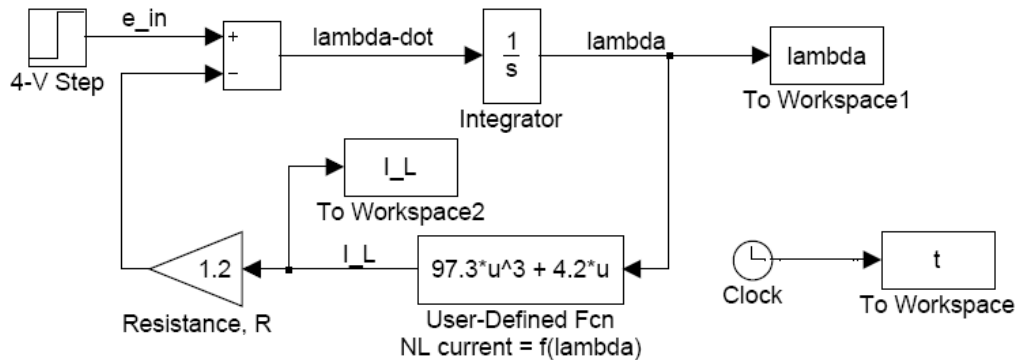 e_in
4-V Step
+
−
lambda-dot
1
s
Integrator
lambda
lambda
To Workspace1
I_L
To Workspace2
1.2
Resistance, R
I_L
97.3*u^3 + 4.2*u
User-Defined Fcn
NL current = f(lambda)
Clock
t
To Workspace